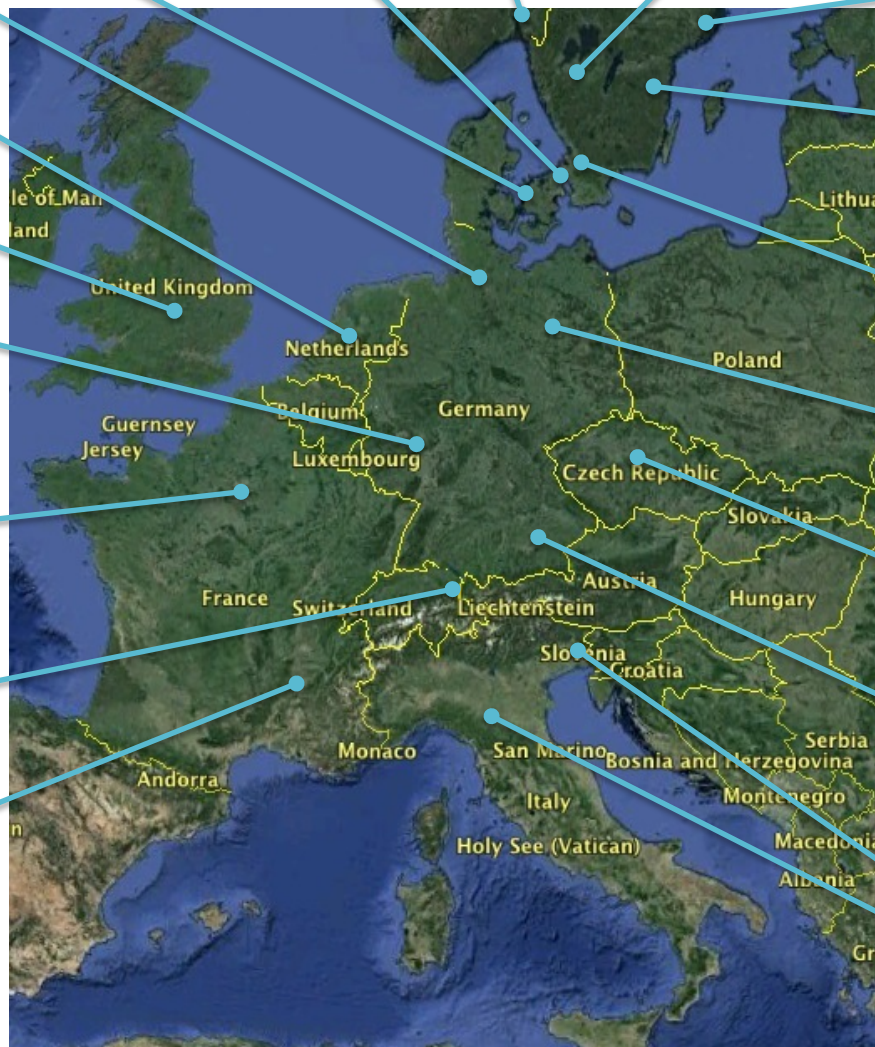 le of Man
land
Lithua
United Kingdom
Netherlands
Poland
Belgium
Germany
Guernsey
Jersey
Luxembourg
Czech Republic
Slovakia
Austria
France
Switzerland
Liechtenstein
Hungary
Slovenia
Croatia
Serbia
Monaco
San Marino
Bosnia and Herzegovina
Andorra
Montenegro
Italy
n
Holy See (Vatican)
Macedonia
Albania
Gr